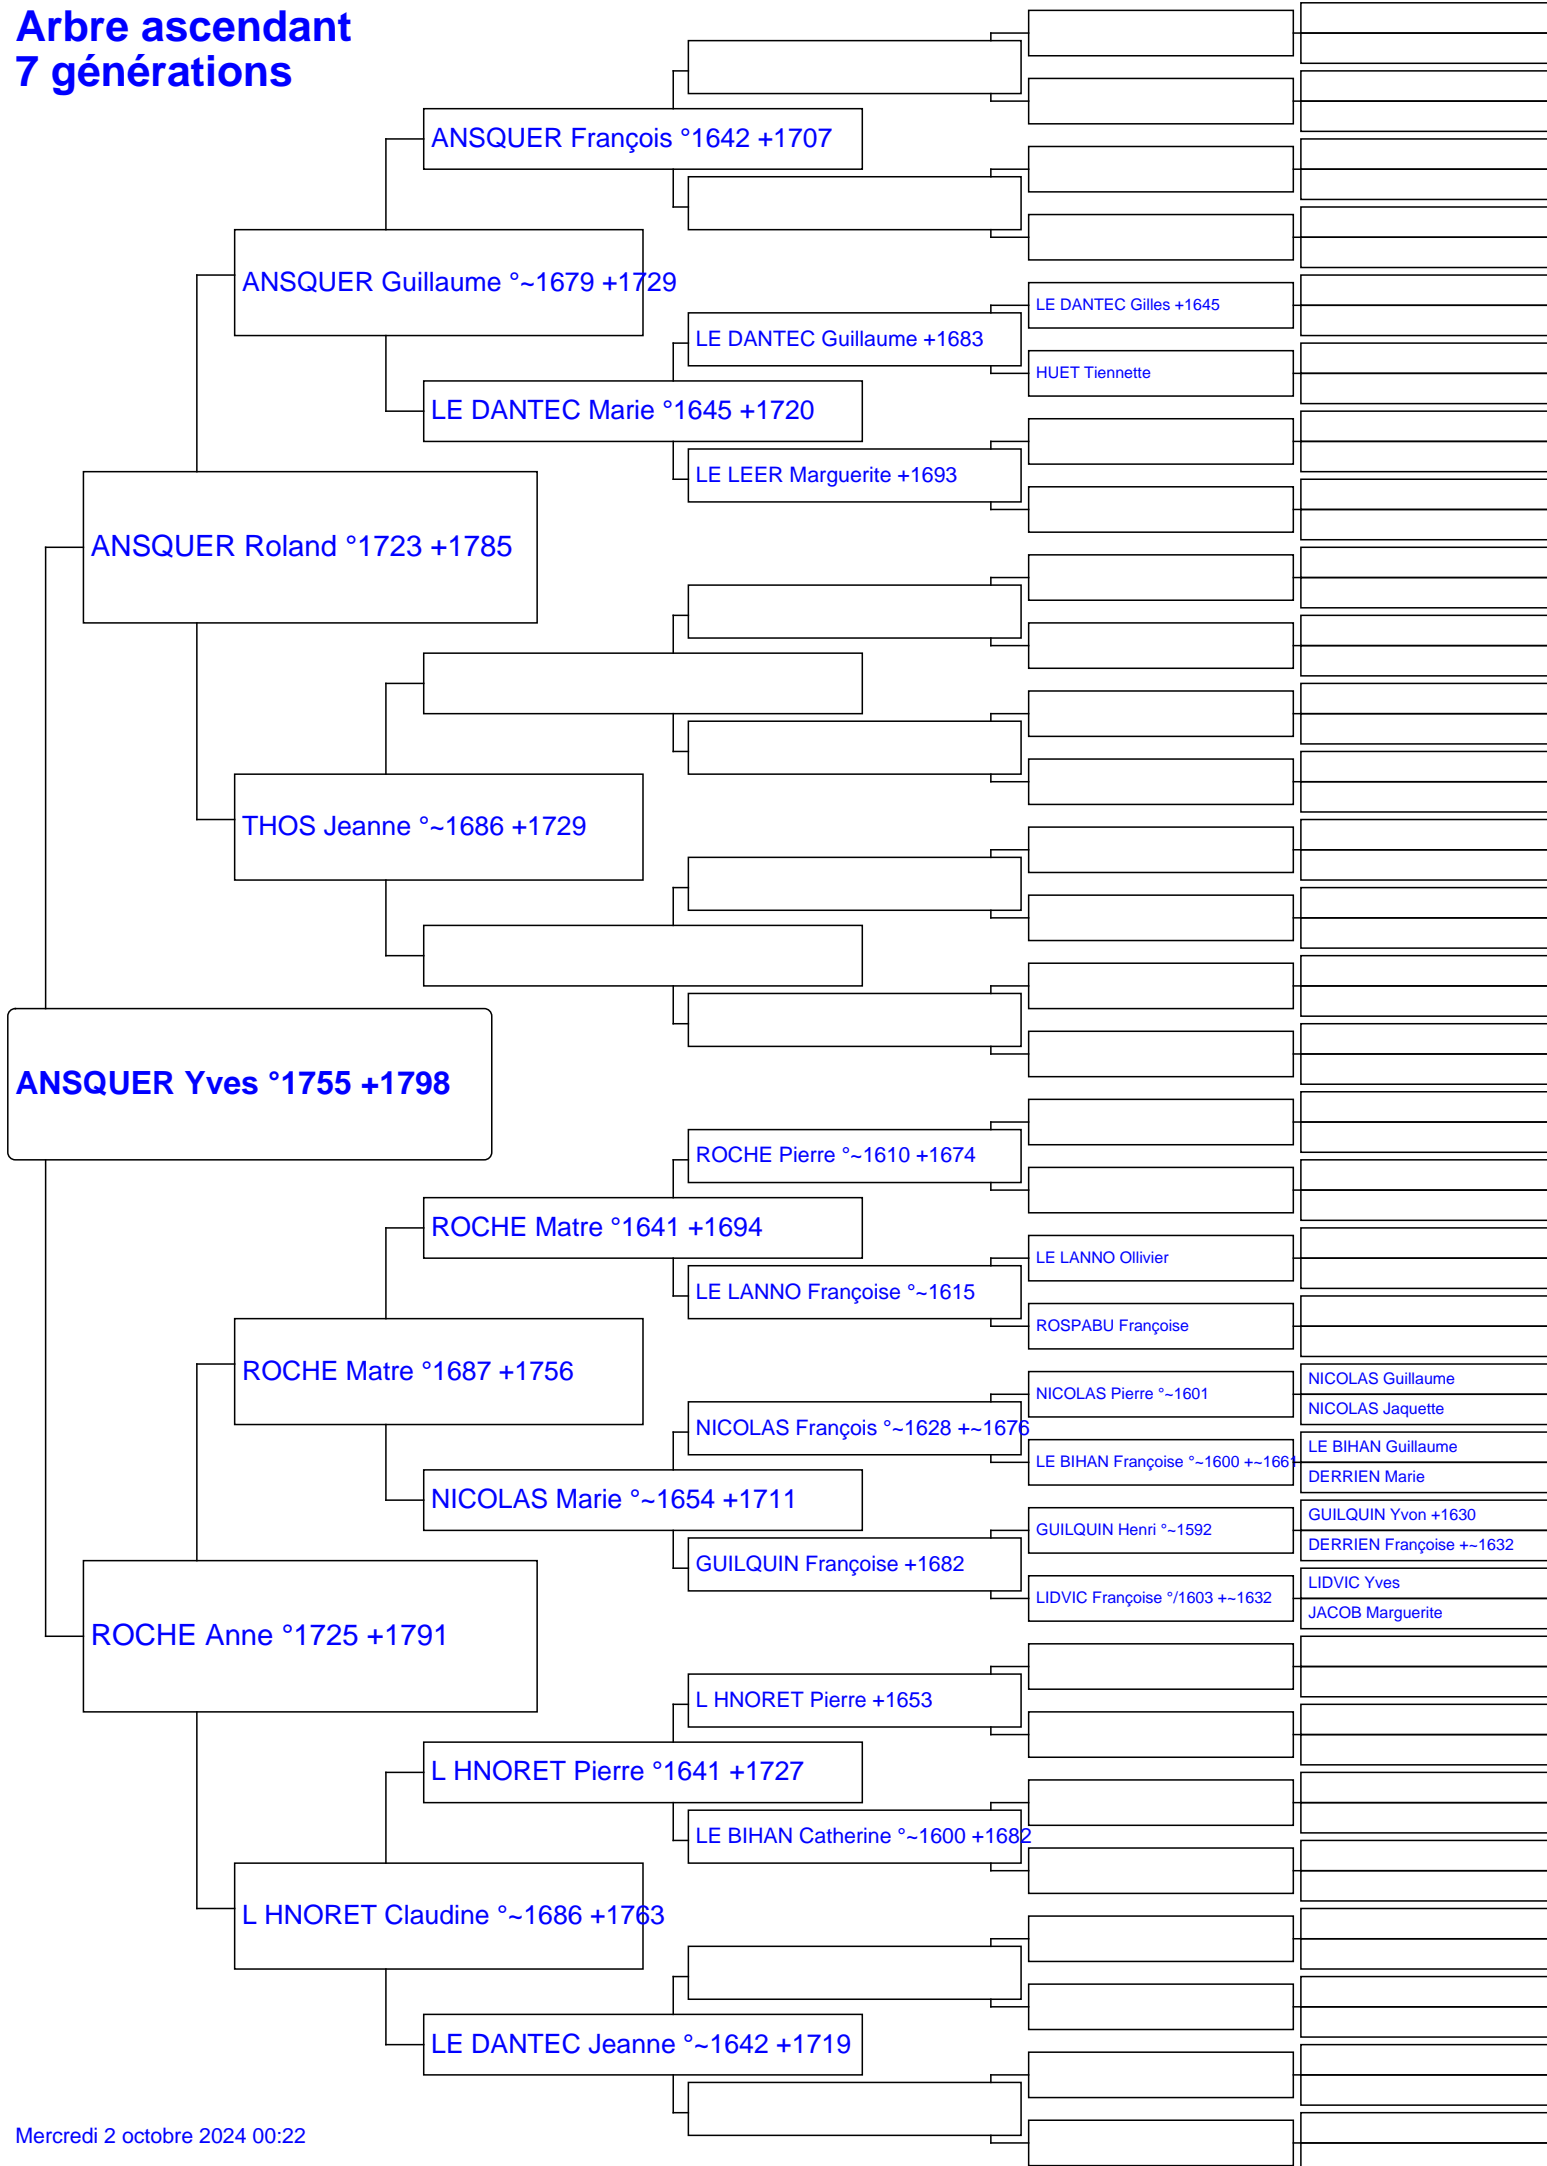 Arbre ascendant
7 générations
ANSQUER François °1642 +1707
ANSQUER Guillaume °~1679 +1729
LE DANTEC Gilles +1645
LE DANTEC Guillaume +1683
HUET Tiennette
LE DANTEC Marie °1645 +1720
LE LEER Marguerite +1693
ANSQUER Roland °1723 +1785
THOS Jeanne °~1686 +1729
ANSQUER Yves °1755 +1798
ROCHE Pierre °~1610 +1674
ROCHE Matre °1641 +1694
LE LANNO Ollivier
LE LANNO Françoise °~1615
ROSPABU Françoise
ROCHE Matre °1687 +1756
NICOLAS Guillaume
NICOLAS Pierre °~1601
NICOLAS Jaquette
NICOLAS François °~1628 +~1676
LE BIHAN Guillaume
LE BIHAN Françoise °~1600 +~1661
DERRIEN Marie
NICOLAS Marie °~1654 +1711
GUILQUIN Yvon +1630
GUILQUIN Henri °~1592
DERRIEN Françoise +~1632
GUILQUIN Françoise +1682
LIDVIC Yves
LIDVIC Françoise °/1603 +~1632
JACOB Marguerite
ROCHE Anne °1725 +1791
L HNORET Pierre +1653
L HNORET Pierre °1641 +1727
LE BIHAN Catherine °~1600 +1682
L HNORET Claudine °~1686 +1763
LE DANTEC Jeanne °~1642 +1719
Mercredi 2 octobre 2024 00:22